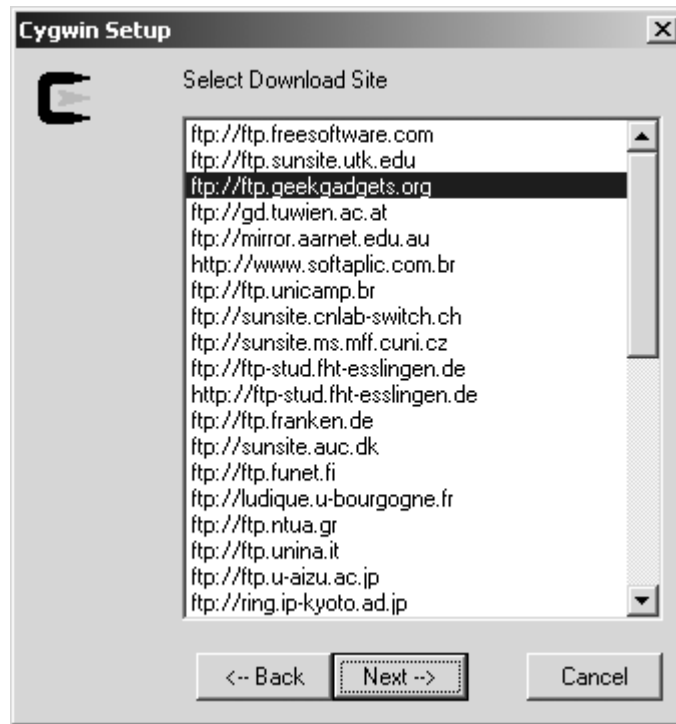 Cygwin Setup
Select Download Site
ftp://ftp.freesoftware.com
ftp://ftp.sunsite.utk.edu
ftp://ftp.geekgadgets.org
ftp://gd.tuwien.ac.at
ftp://mirror.aarnet.edu.au
http://www.softaplic.com.br
ftp://ftp.unicamp.br
ftp://sunsite.cnlab-switch.ch
ftp://sunsite.ms.mff.cuni.cz
ftp://ftp-stud.fht-esslingen.de
http://ftp-stud.fht-esslingen.de
ftp://ftp.franken.de
ftp://sunsite.auc.dk
ftp://ftp.funet.fi
ftp://ludique.u-bourgogne.fr
ftp://ftp.ntua.gr
ftp://ftp.unina.it
ftp://ftp.u-aizu.ac.jp
ftp://ring.ip-kyoto.ad.jp
<-- Back Next --> Cancel